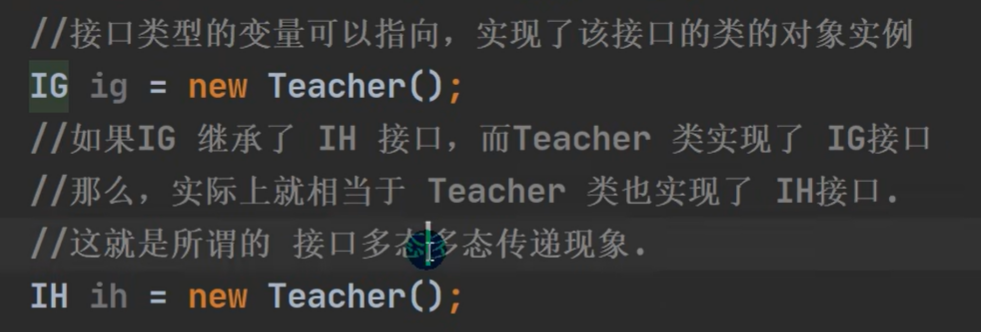 //接口类型的变量可以指向，实现了该接口的类的对象实例
IG ig = new Teacher();
//如果IG 继承了 IH 接口，而Teacher 类实现了 IG接口
//那么，实际上就相当于 Teacher 类也实现了 IH接口.
//这就是所谓的 接口多态多态传递现象.
IH ih = new Teacher();